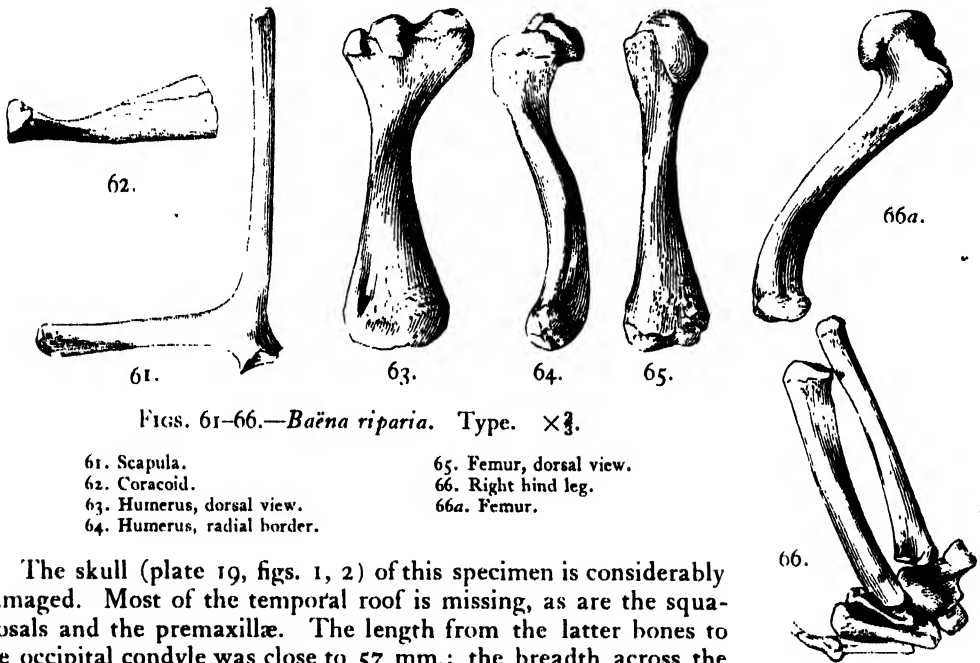 62.
66a.
61.
63.
64.
65.
Figs. 61–66.—Baëna riparia. Type.
61. Scapula.
62. Coracoid.
63. Humerus, dorsal view.
64. Humerus, radial border.
65. Femur, dorsal view.
66. Right hind leg.
66a. Femur.
66.
The skull (plate 19, figs. 1, 2) of this specimen is considerably
maged. Most of the temporal roof is missing, as are the squa-
osals and the premaxillæ. The length from the latter bones to
e occipital condyle was close to 57 mm.; the breadth across the